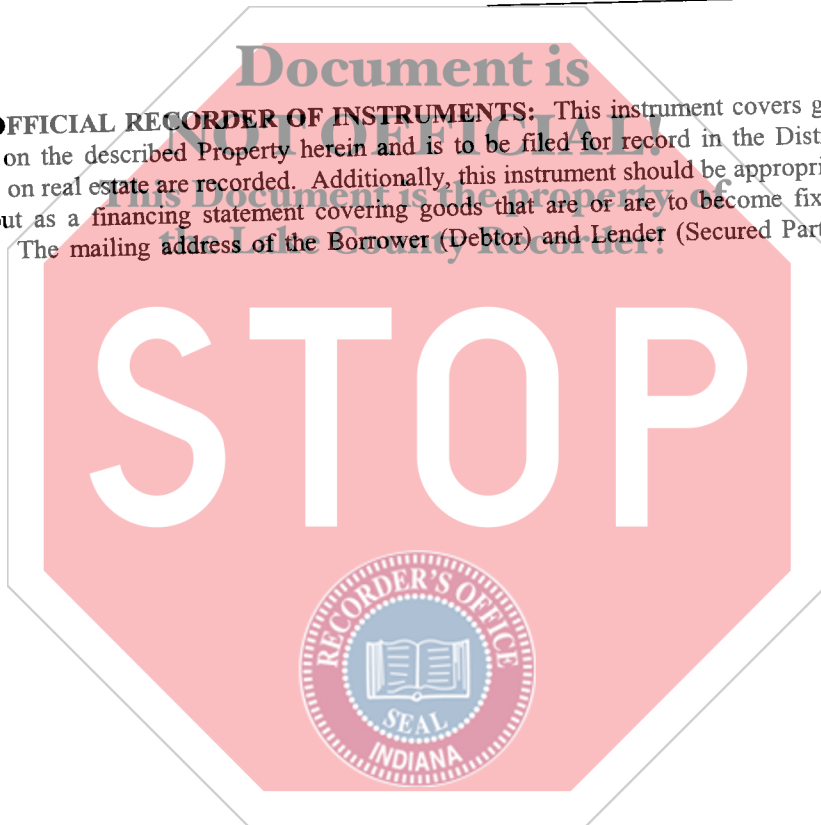 Document is
OFFICIAL RECORDER OF INSTRUMENTS: This instrument covers g
NOT OFFICIAL!
on the described Property herein and is to be filed for record in the Dist
on real estate are recorded. Additionally, this instrument should be appropri
This Document is the property of
ut as a financing statement covering goods that are or are to become fix
the Lake County Recorder!
The mailing address of the Borrower (Debtor) and Lender (Secured Part
STOP
RECORDER'S OFFICE
SEAL
INDIANA